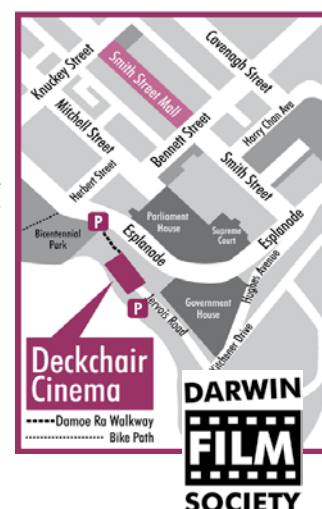 Cavenagh Street
Knuckey Street
Smith Street Mall
Harry Chan Ave
Mitchell Street
Bennett Street
Smith Street
Herbert Street
P
Parliament
House
Supreme
Court
Esplanade
Esplanade
Bicentennial
Park
Hughes Avenue
P
Jervois Road
Government
House
Kitchener Drive
Deckchair
Cinema
Damoe Ra Walkway
Bike Path
DARWIN
FILM
SOCIETY